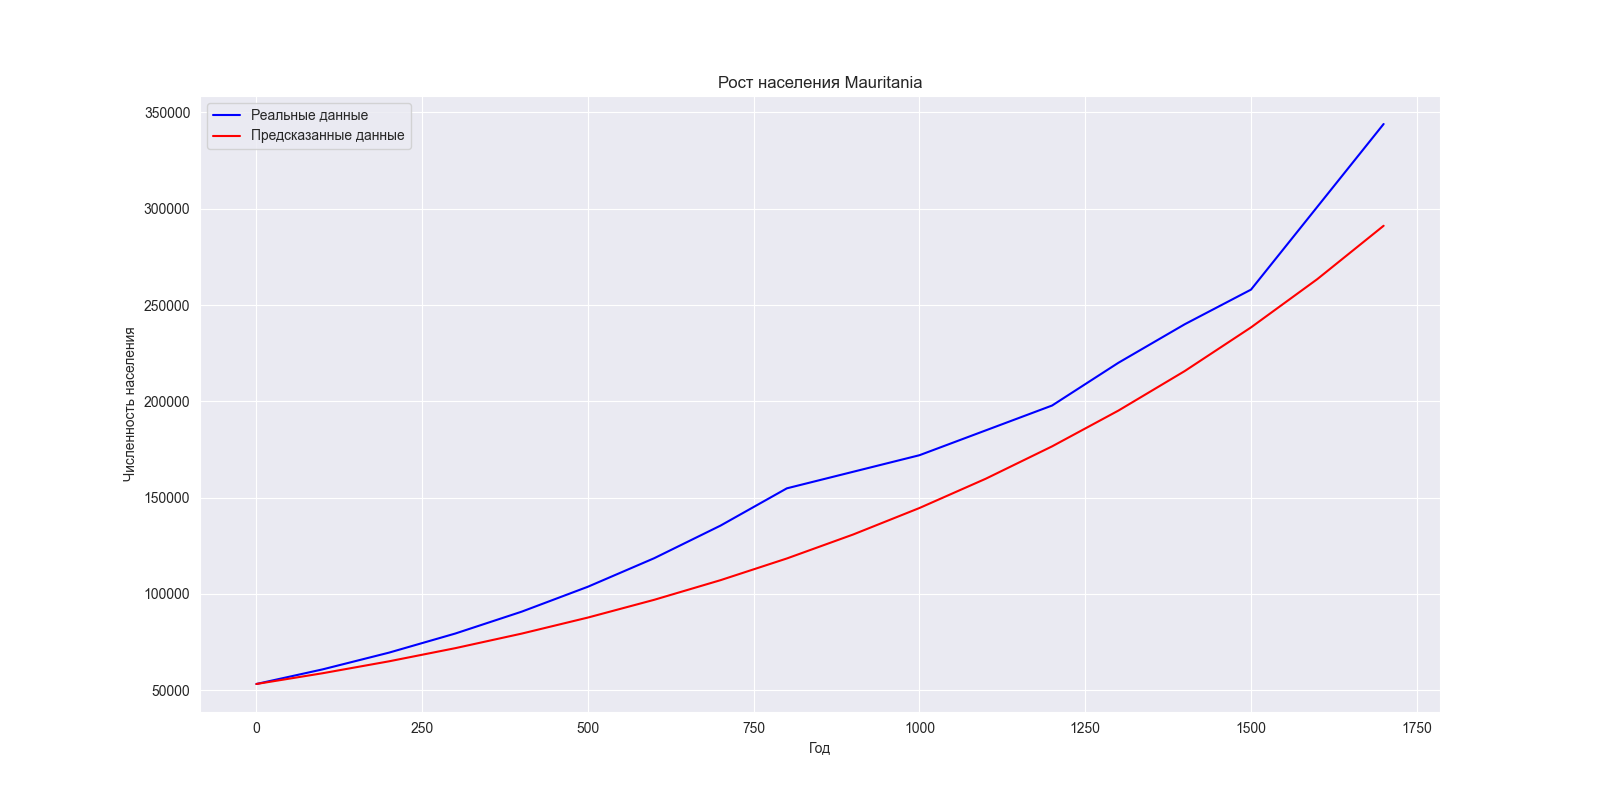 Рост населения Mauritania
Реальные данные
Предсказанные данные
350000
300000
250000
200000
150000
100000
50000
Численность населения
0 250 500 750 1000 1250 1500 1750
Год